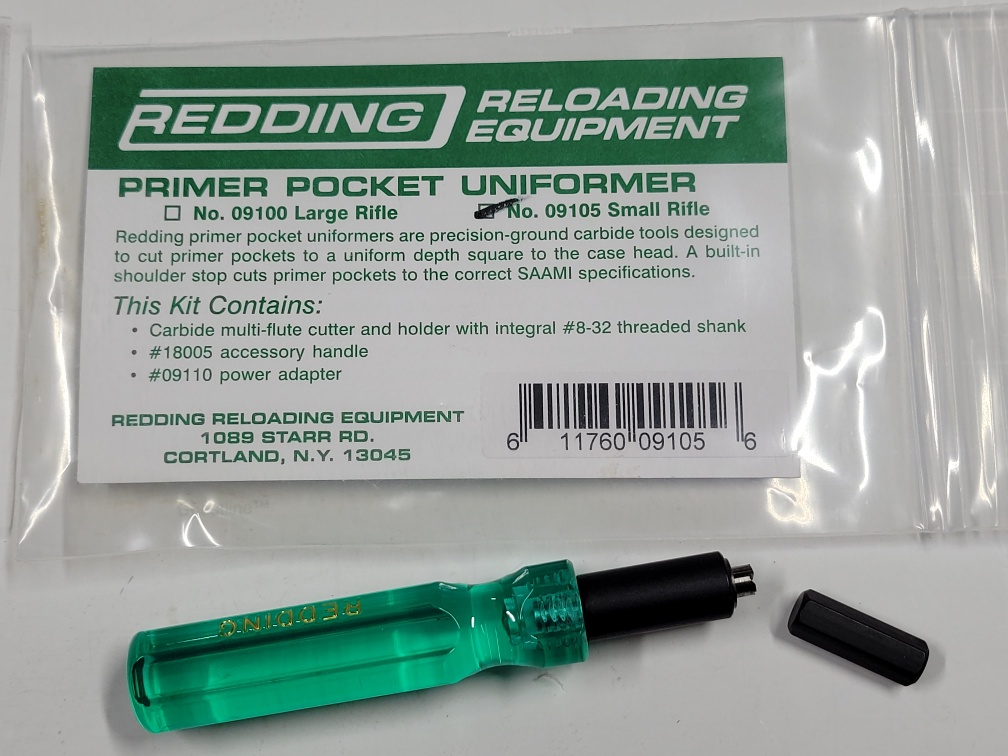 REDDING RELOADING EQUIPMENT
PRIMER POCKET UNIFORMER
No. 09100 Large Rifle No. 09105 Small Rifle
Redding primer pocket uniformers are precision-ground carbide tools designed
to cut primer pockets to a uniform depth square to the case head. A built-in
shoulder stop cuts primer pockets to the correct SAAMI specifications.
This Kit Contains:
• Carbide multi-flute cutter and holder with integral #8-32 threaded shank
• #18005 accessory handle
• #09110 power adapter
REDDING RELOADING EQUIPMENT
1089 STARR RD.
CORTLAND, N.Y. 13045
6 11760 09105 6
REDDING